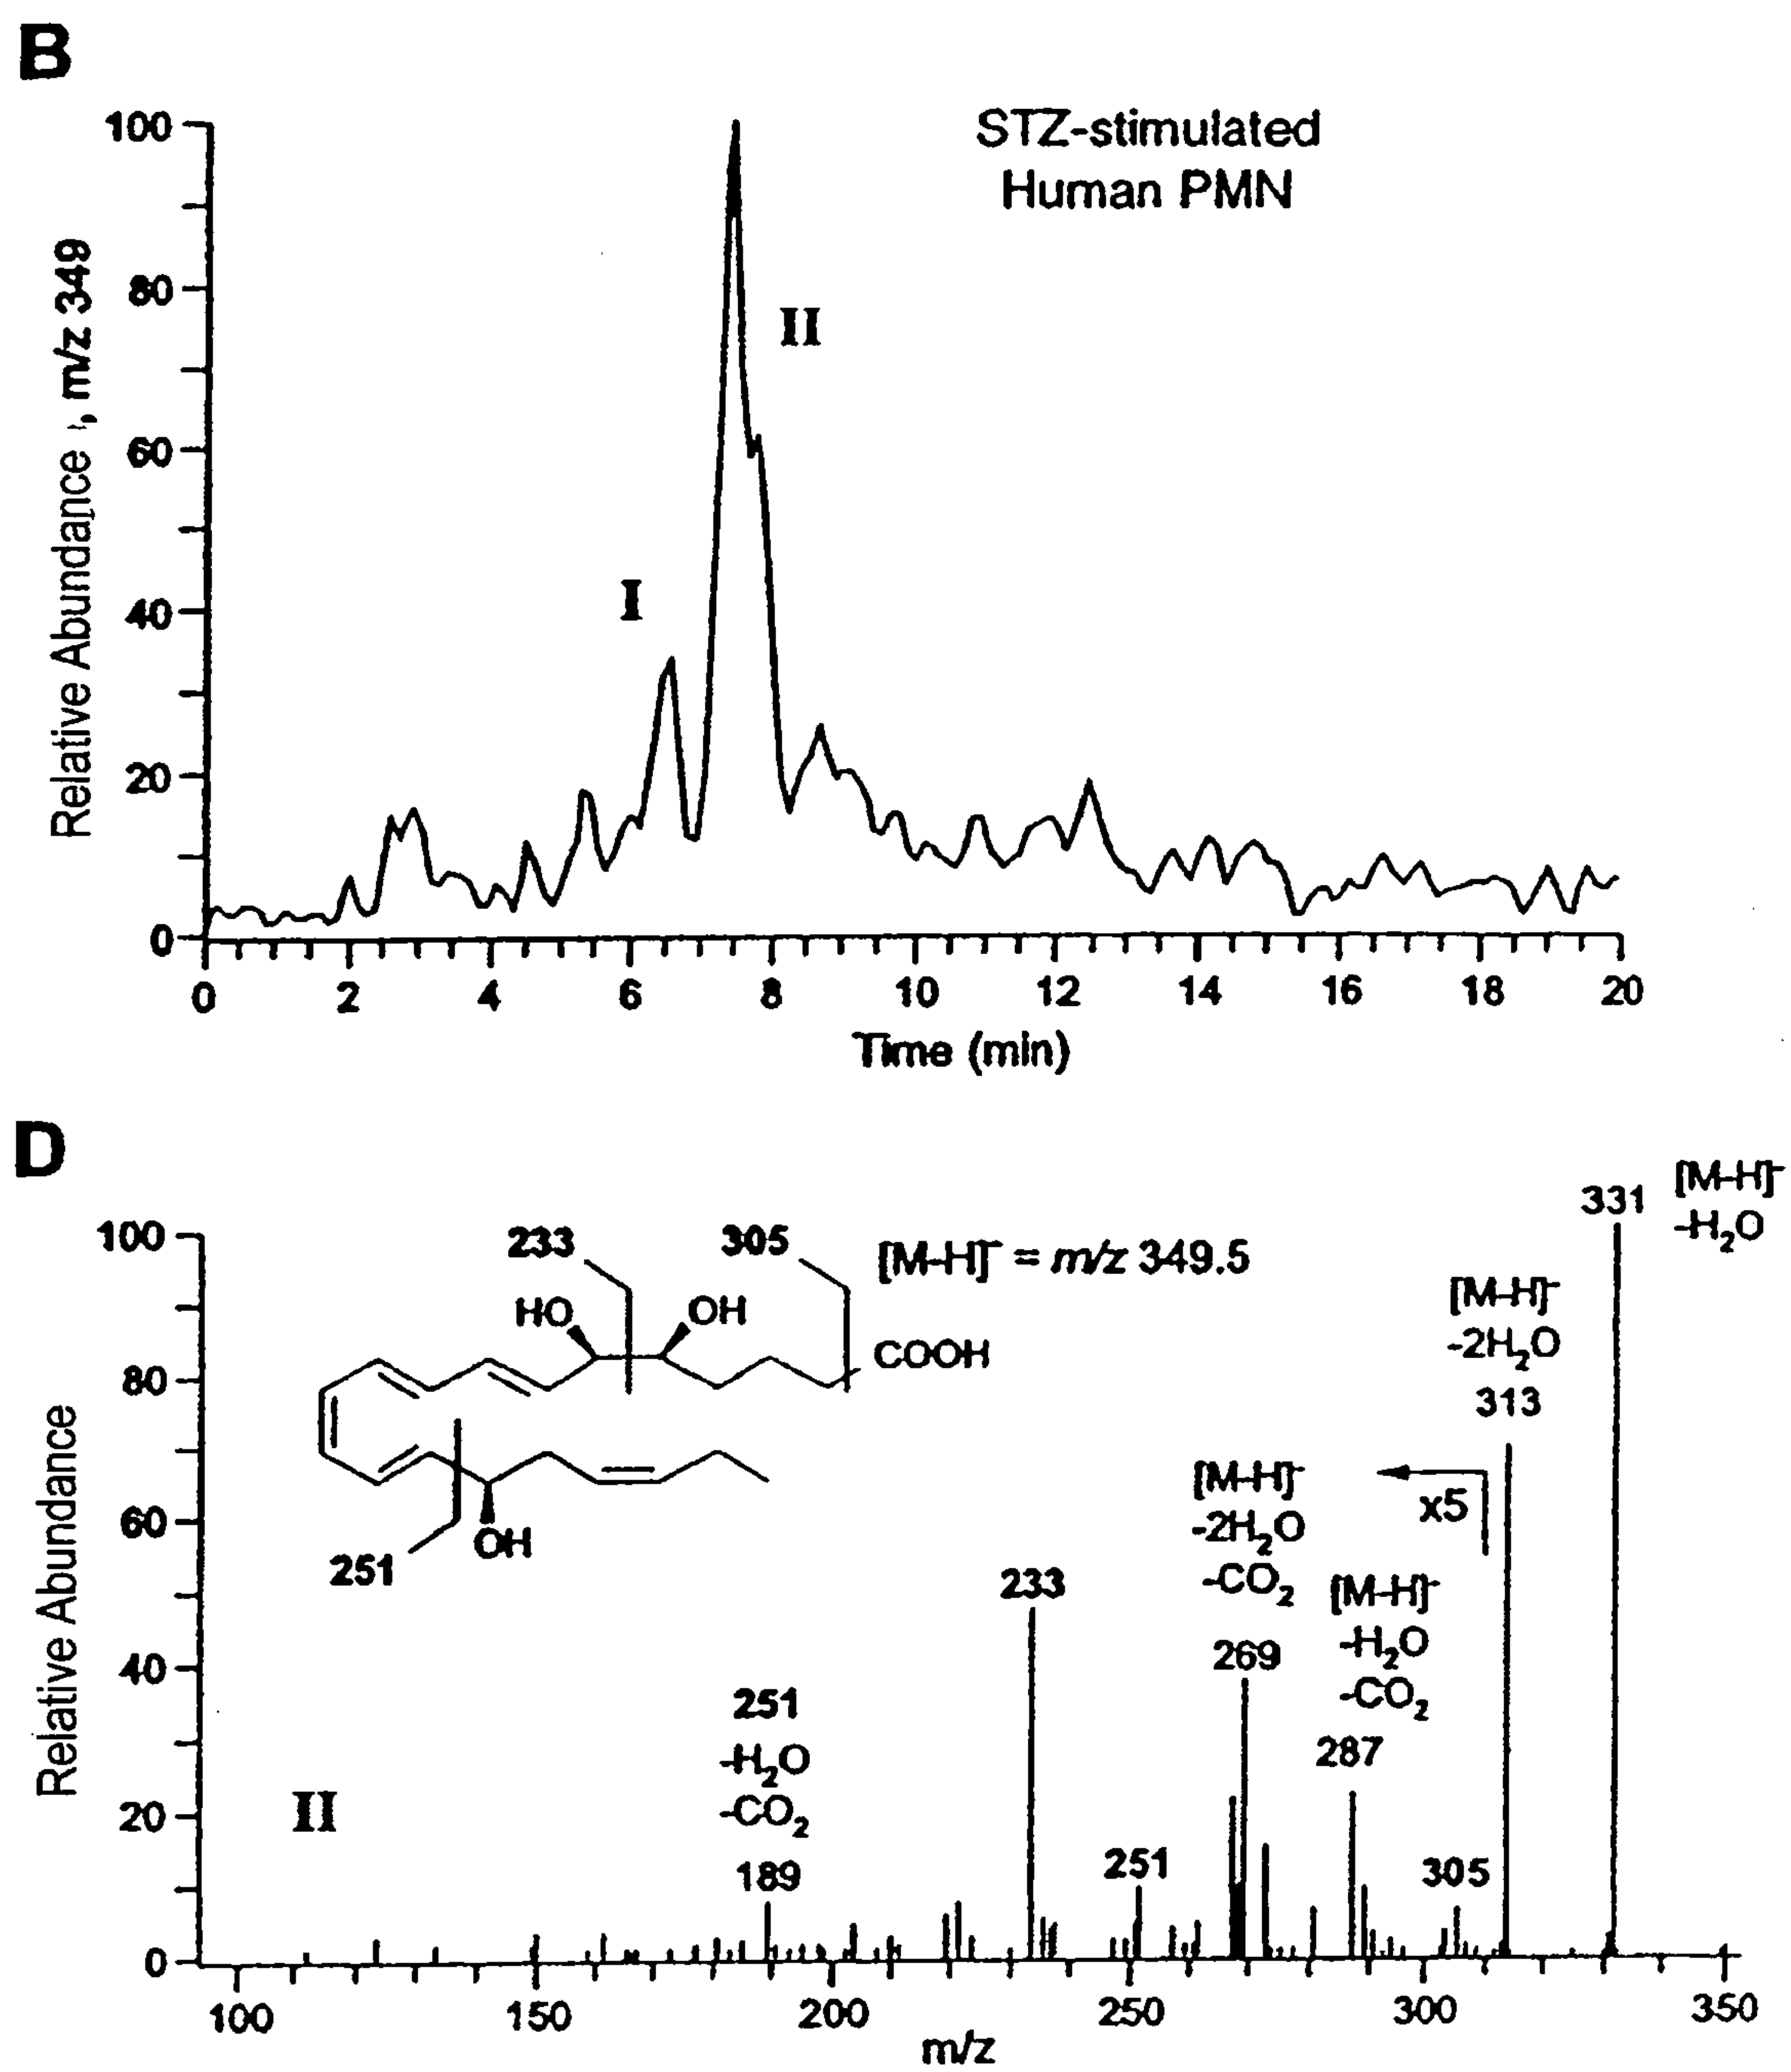 B
STZ-stimulated
Human PMN
Relative Abundance, m/z 349
100
80
60
40
20
0
I
II
0 2 4 6 8 10 12 14 16 18 20
Time (min)
D
Relative Abundance
100
80
60
40
20
0
233
305
[M-H]⁻ = m/z 349.5
HO
OH
COOH
OH
251
II
251
-H₂O
-CO₂
189
233
251
[M-H]⁻
-2H₂O
-CO₂
269
[M-H]⁻
-H₂O
-CO₂
287
305
x5
[M-H]⁻
-2H₂O
313
331
[M-H]⁻
-H₂O
100 150 200 250 300 350
m/z